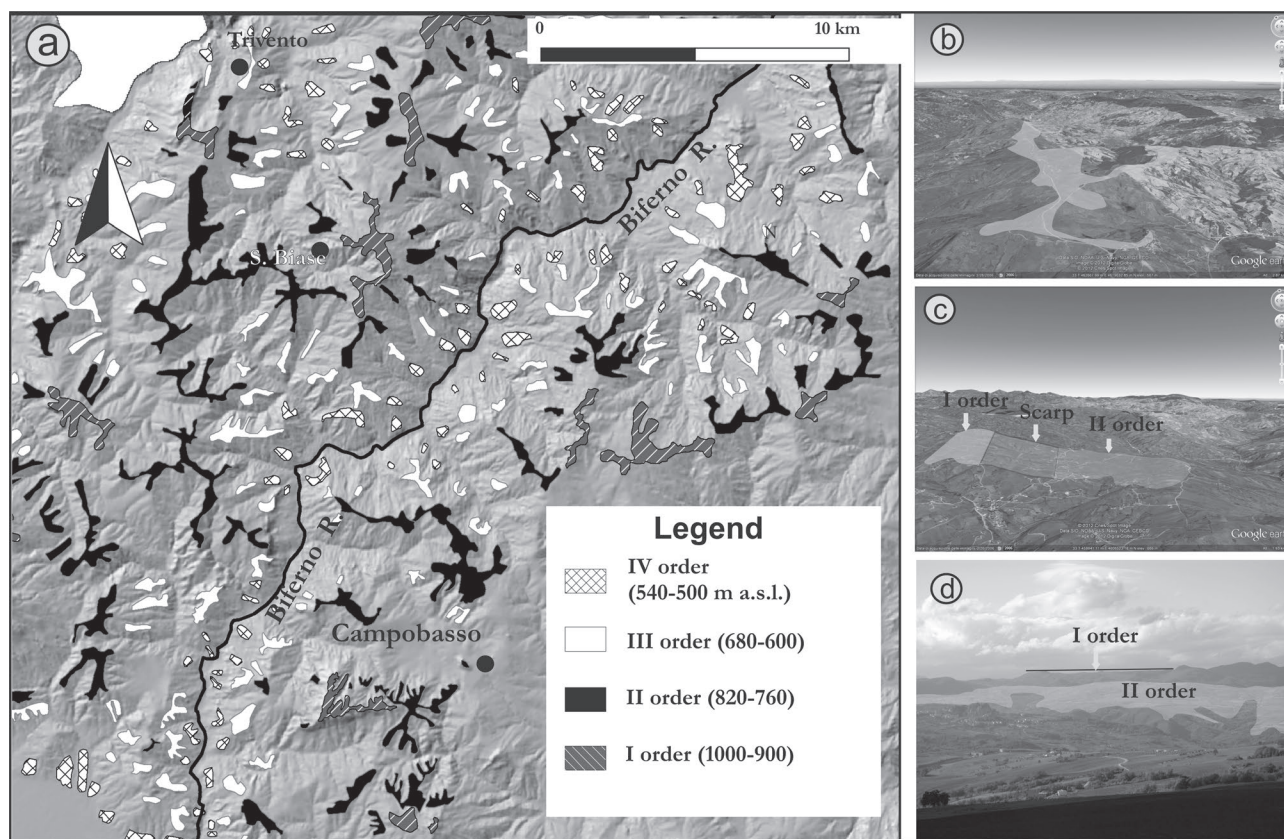 a
0 10 km
Trivento
Biferno R.
N
S. Biase
Biferno R.
Campobasso
Legend
IV order
(540-500 m a.s.l.)
III order (680-600)
II order (820-760)
I order (1000-900)
b
Google earth
c
I order
Scarp
II order
Google earth
d
I order
II order